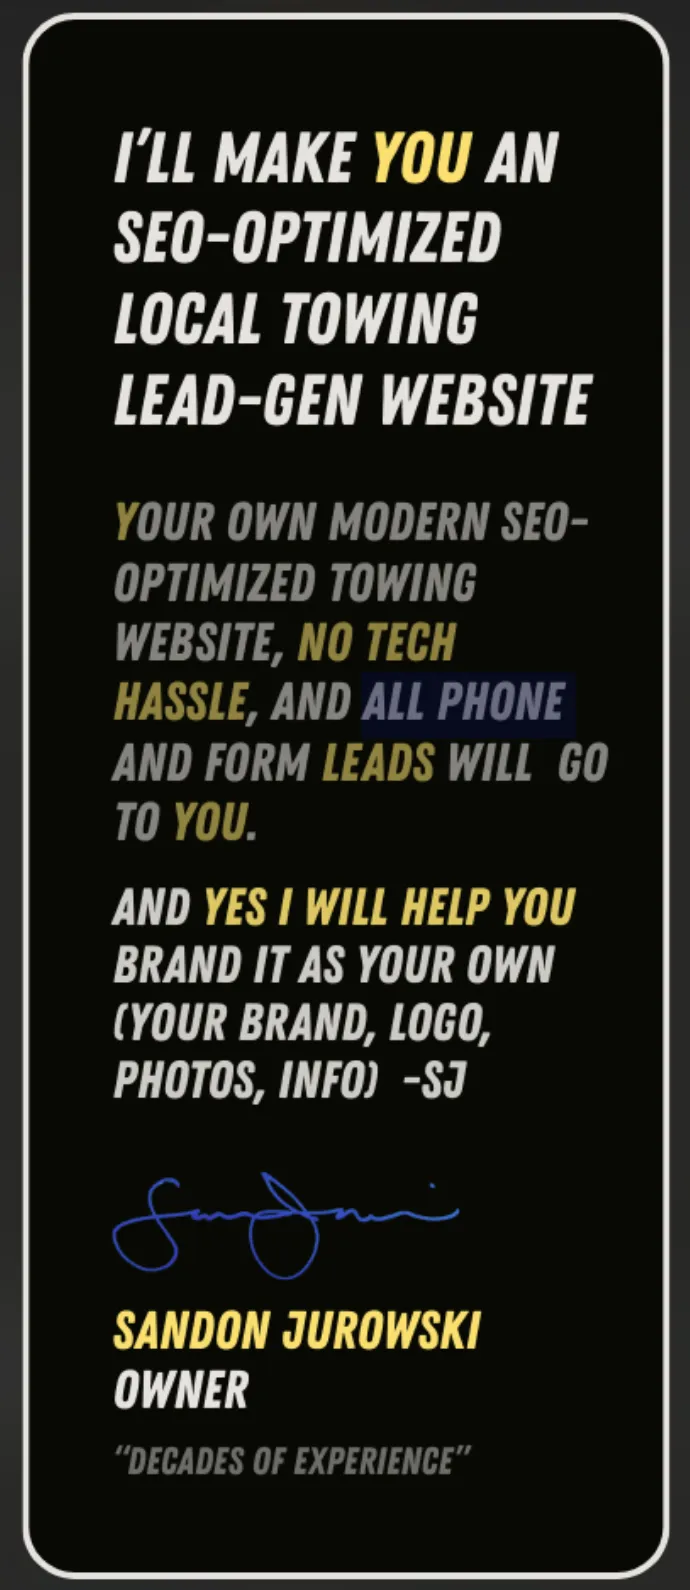 I'LL MAKE YOU AN
SEO-OPTIMIZED
LOCAL TOWING
LEAD-GEN WEBSITE
YOUR OWN MODERN SEO-
OPTIMIZED TOWING
WEBSITE, NO TECH
HASSLE, AND ALL PHONE
AND FORM LEADS WILL GO
TO YOU.
AND YES I WILL HELP YOU
BRAND IT AS YOUR OWN
(YOUR BRAND, LOGO,
PHOTOS, INFO) -SJ
SANDON JUROWSKI
OWNER
"DECADES OF EXPERIENCE"